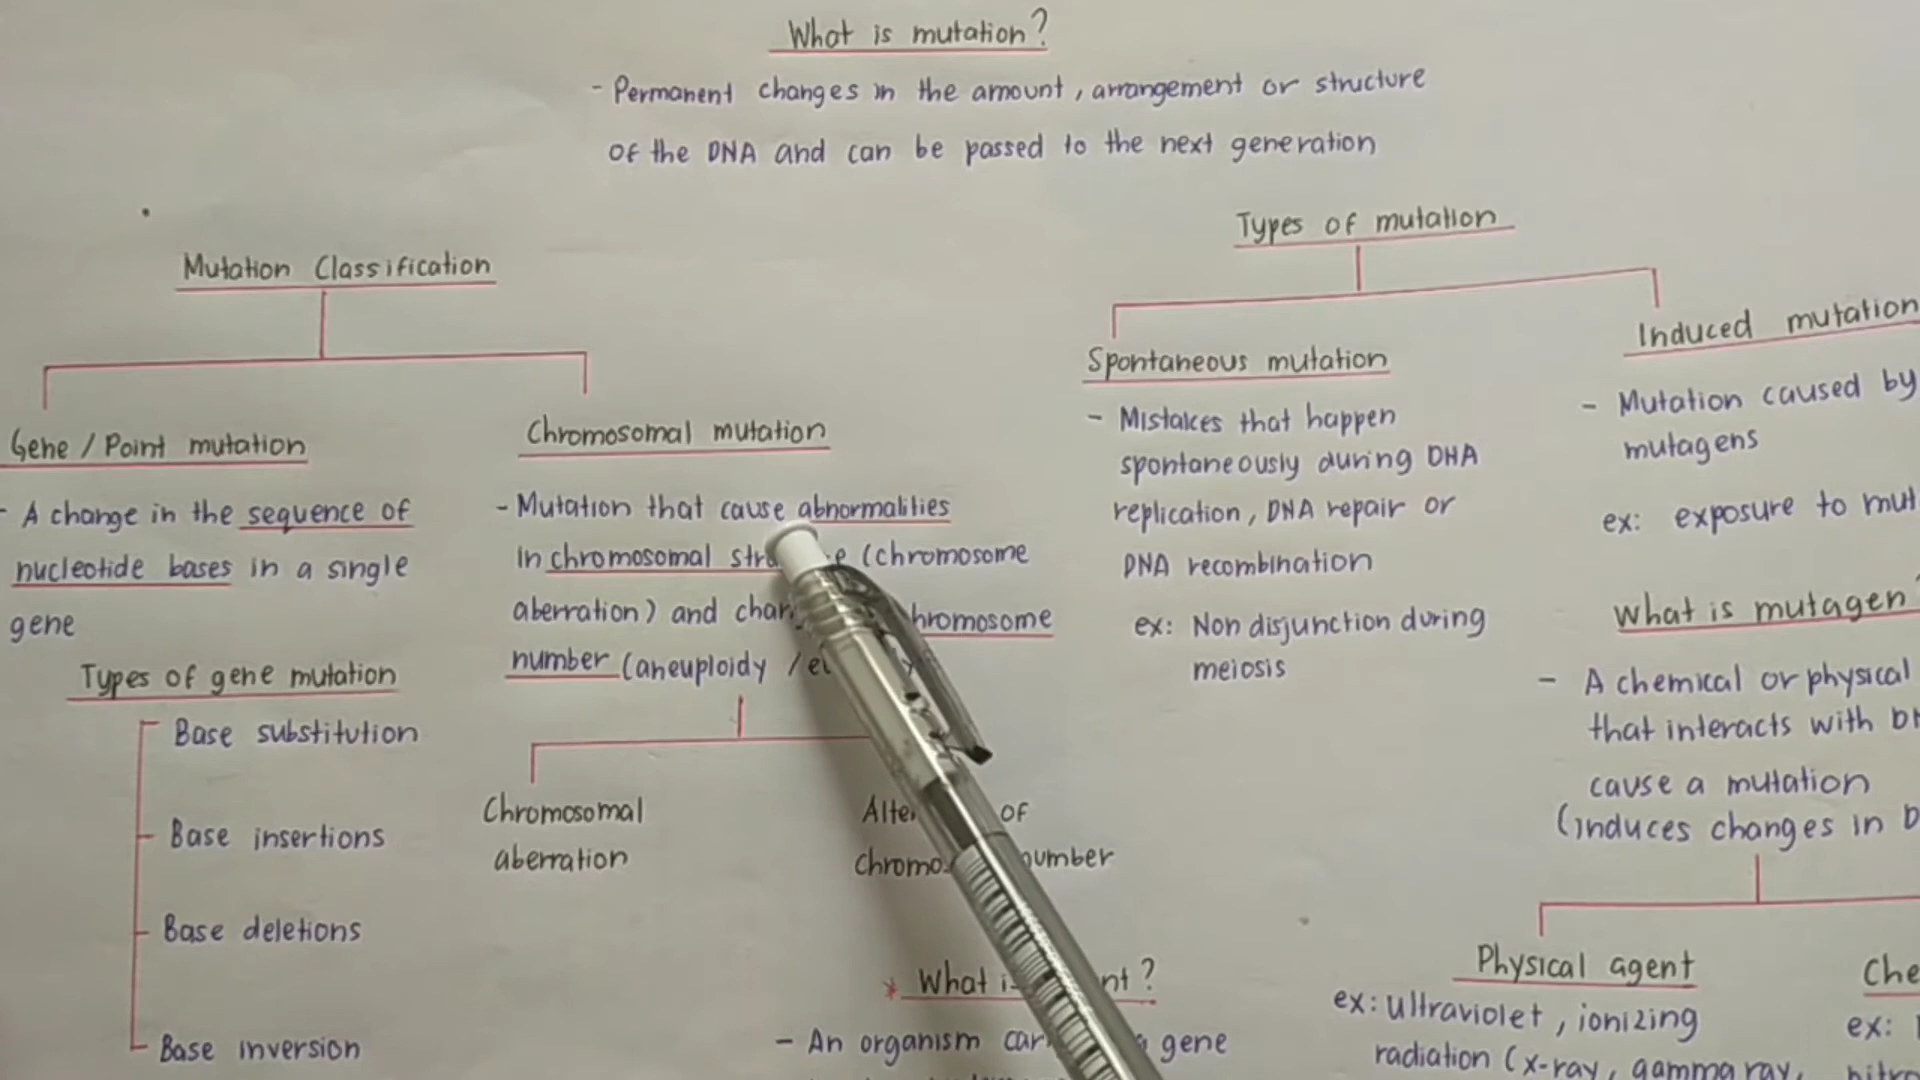 What is mutation?
- Permanent changes in the amount, arrangement or structure
of the DNA and can be passed to the next generation
Mutation Classification
Gene / Point mutation
- A change in the sequence of
nucleotide bases in a single
gene
Types of gene mutation
Base substitution
Base insertions
Base deletions
Base inversion
Chromosomal mutation
- Mutation that cause abnormalities
in chromosomal (chromosome
aberration) and
number (aneuploidy /
Chromosomal
aberration
of
number
* What
- An organism gene
Types of mutation
Spontaneous mutation
- Mistakes that happen
spontaneously during DNA
replication, DNA repair or
DNA recombination
ex: Non disjunction during
meiosis
Induced mutation
- Mutation caused by
mutagens
ex: exposure to
What is mutagen
- A chemical or physical
that interacts with
cause a mutation
(induces changes in
Physical agent
ex: ultraviolet, ionizing
radiation (x-ray, gamma ray,
ex: